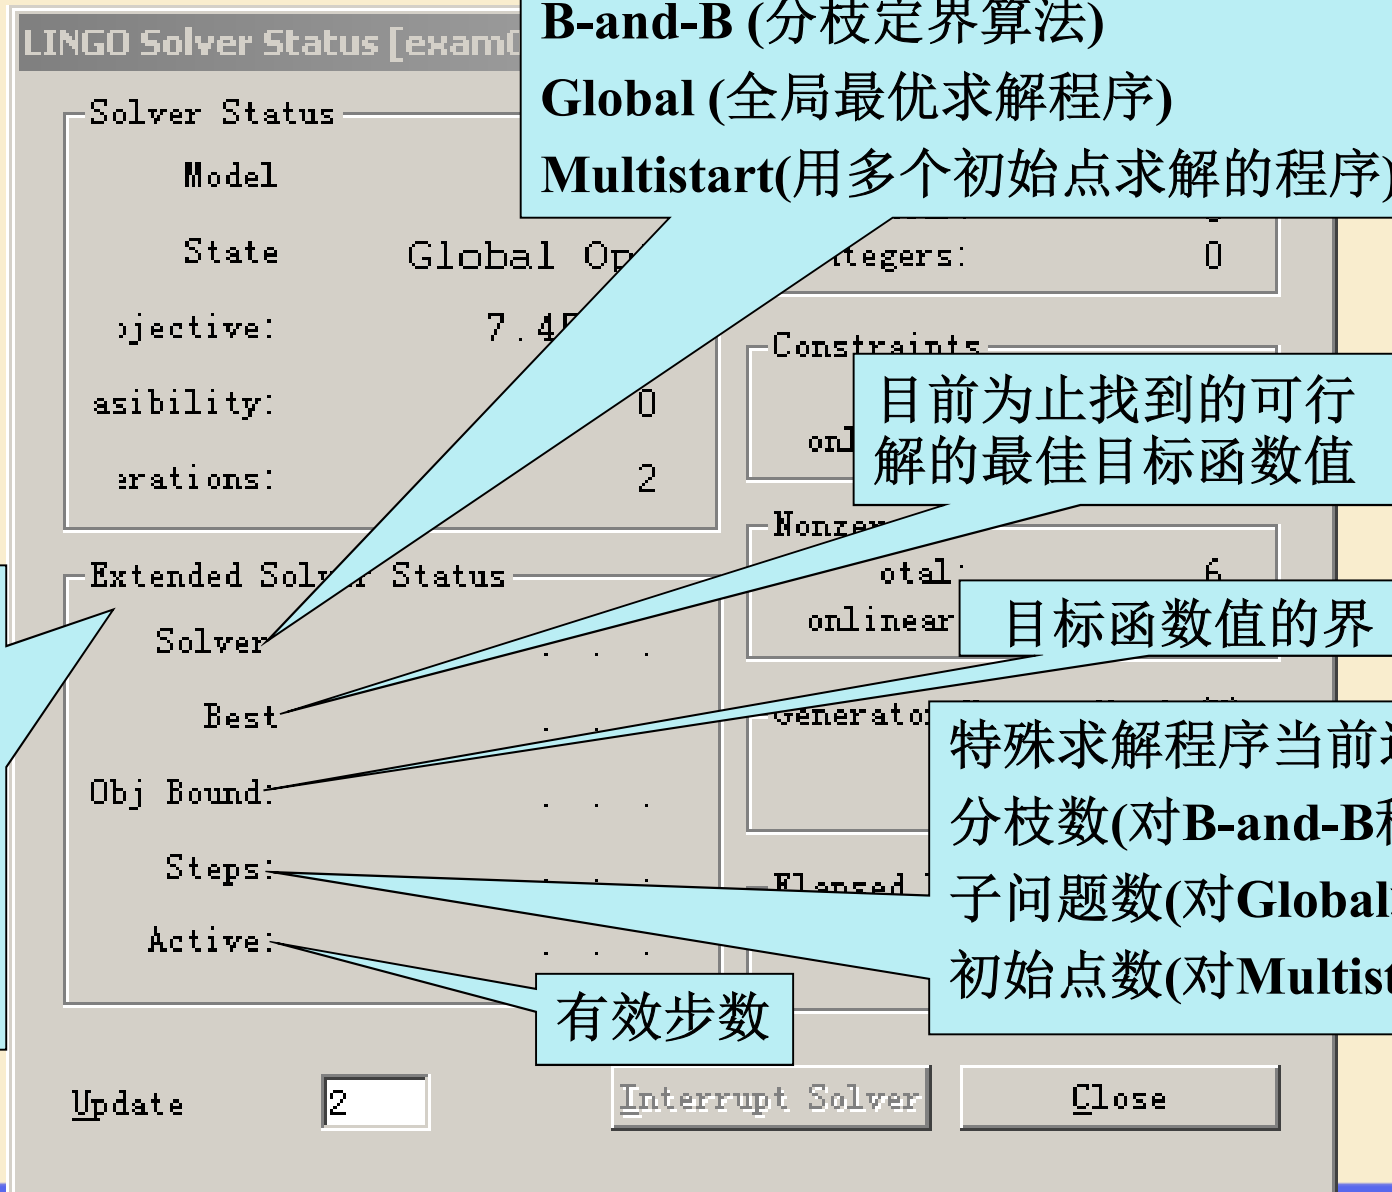 B-and-B (分枝定界算法)
Global (全局最优求解程序)
Multistart(用多个初始点求解的程序)
LINGO Solver Status
Solver Status
Model
State
Global
jective:
asibility:
0
erations:
2
tegers:
0
Constraints
目前为止找到的可行
解的最佳目标函数值
otal:
6
onlinear
目标函数值的界
Extended Solver Status
Solver
. . .
Best
Obj Bound:
. . .
Steps:
. . .
Active:
. . .
特殊求解程序当前
分枝数(对B-and-B
子问题数(对Global
初始点数(对Multist
有效步数
Update
2
Interrupt Solver
Close